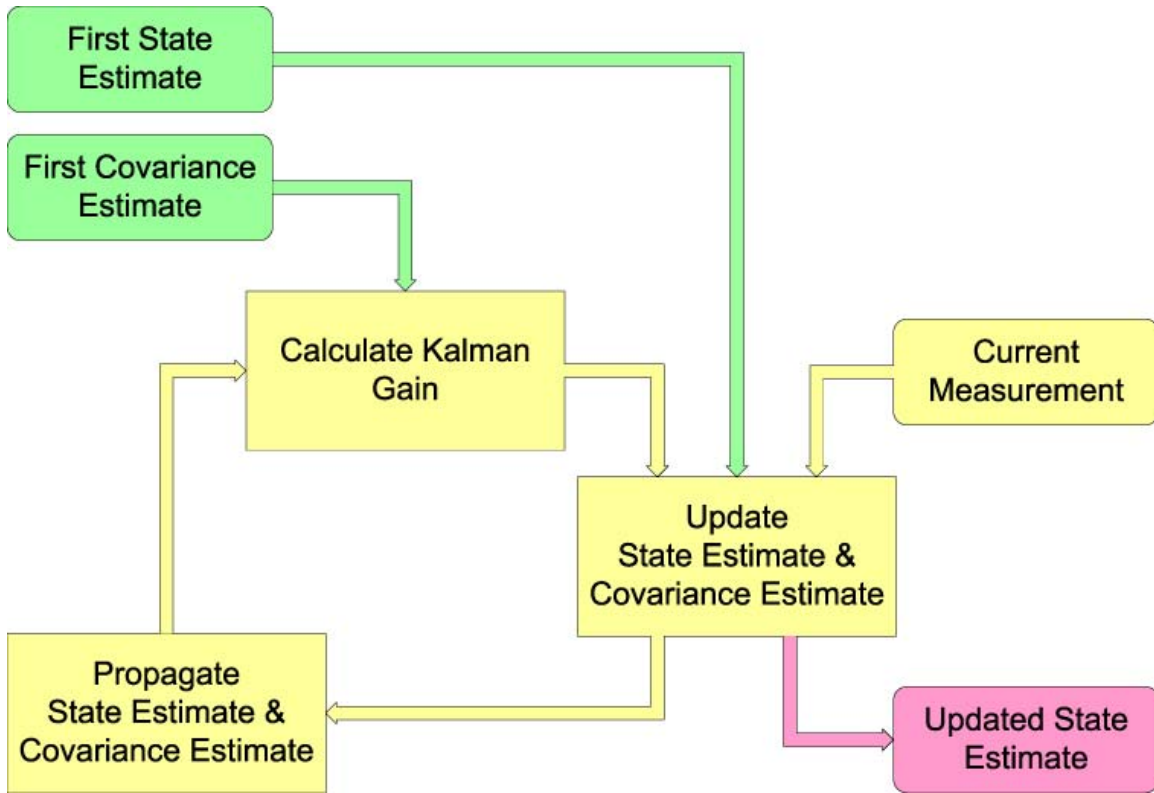 First State
Estimate
First Covariance
Estimate
Calculate Kalman
Gain
Current
Measurement
Update
State Estimate &
Covariance Estimate
Propagate
State Estimate &
Covariance Estimate
Updated State
Estimate